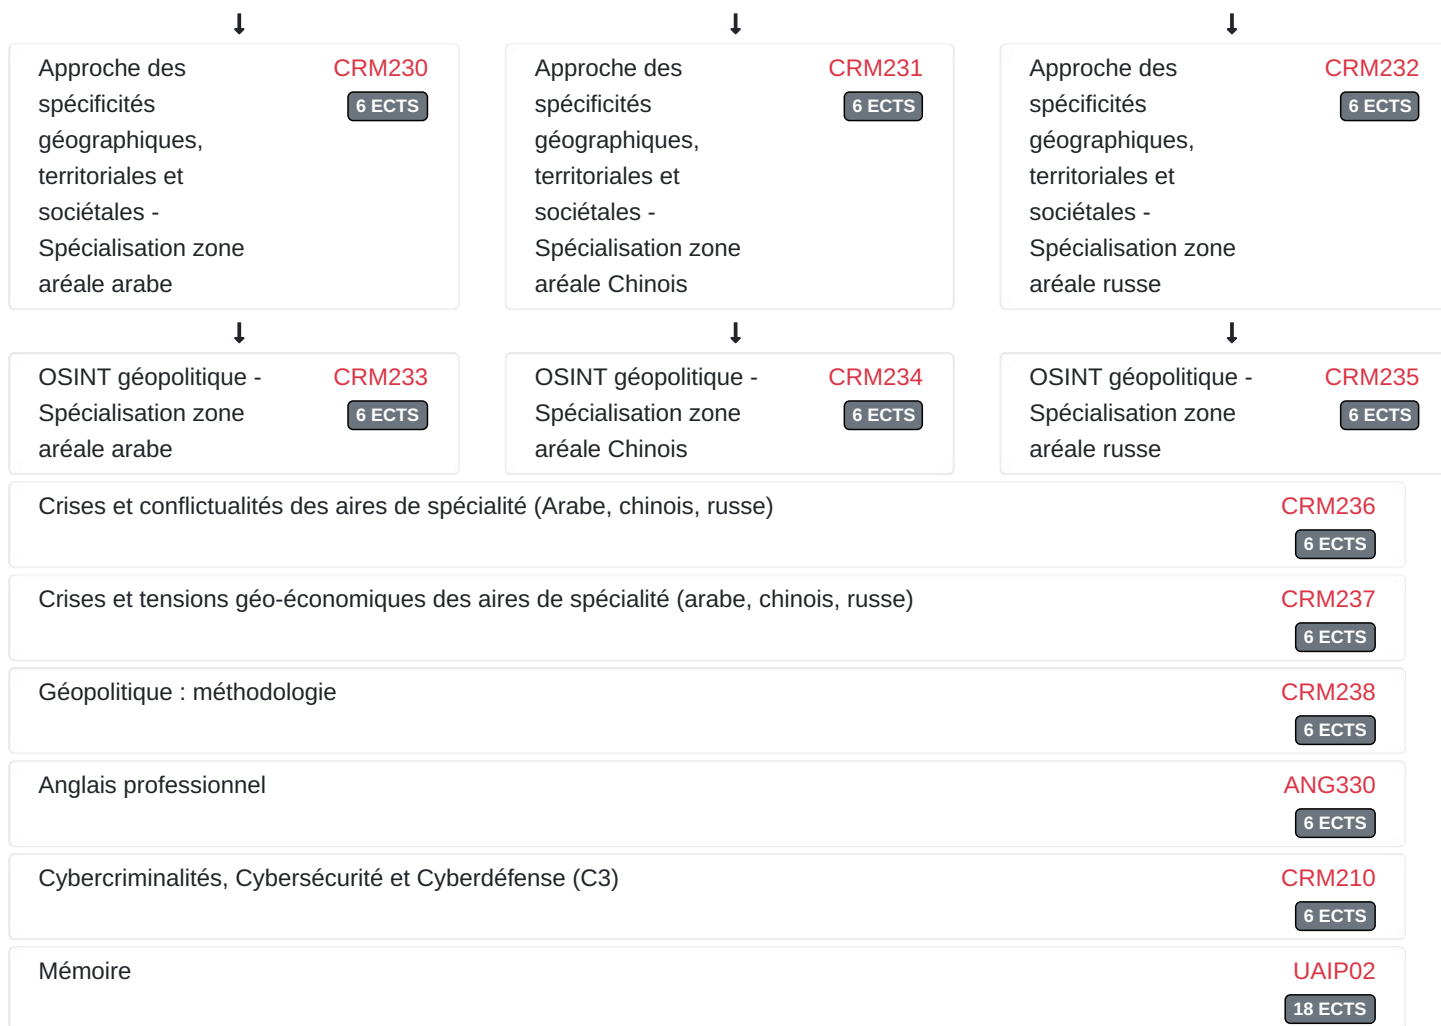 Approche des
spécificités
géographiques,
territoriales et
sociétales -
Spécialisation zone
aréale arabe
CRM230
6 ECTS
Approche des
spécificités
géographiques,
territoriales et
sociétales -
Spécialisation zone
aréale Chinois
CRM231
6 ECTS
Approche des
spécificités
géographiques,
territoriales et
sociétales -
Spécialisation zone
aréale russe
CRM232
6 ECTS
OSINT géopolitique -
Spécialisation zone
aréale arabe
CRM233
6 ECTS
OSINT géopolitique -
Spécialisation zone
aréale Chinois
CRM234
6 ECTS
OSINT géopolitique -
Spécialisation zone
aréale russe
CRM235
6 ECTS
Crises et conflictualités des aires de spécialité (Arabe, chinois, russe)
CRM236
6 ECTS
Crises et tensions géo-économiques des aires de spécialité (arabe, chinois, russe)
CRM237
6 ECTS
Géopolitique : méthodologie
CRM238
6 ECTS
Anglais professionnel
ANG330
6 ECTS
Cybercriminalités, Cybersécurité et Cyberdéfense (C3)
CRM210
6 ECTS
Mémoire
UAIP02
18 ECTS